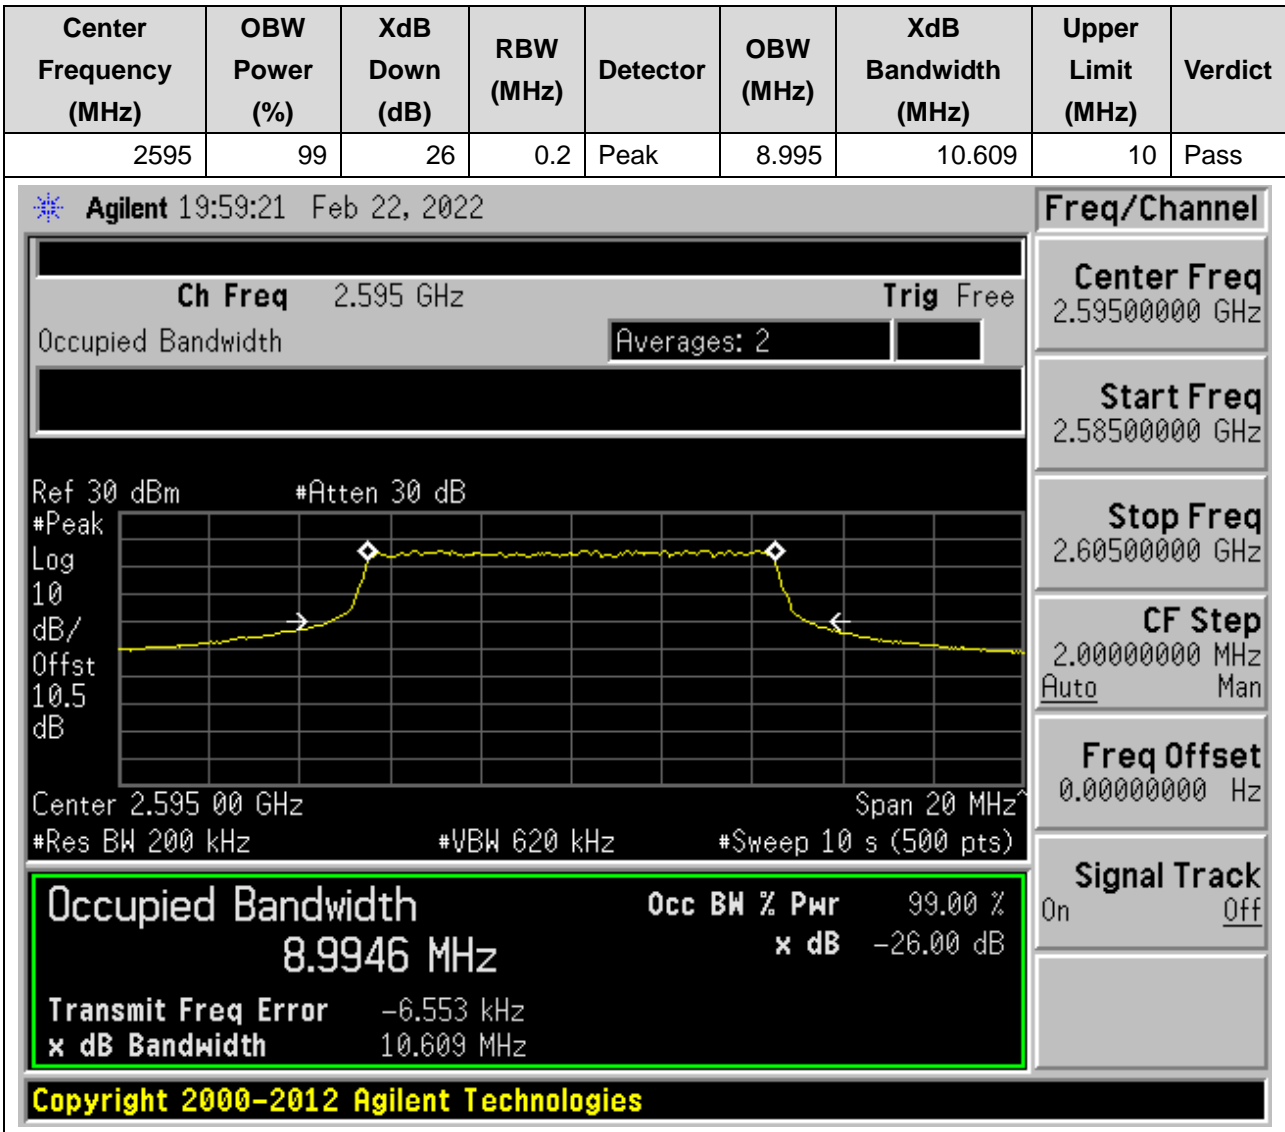 Center Frequency (MHz) OBW Power (%) XdB Down (dB) RBW (MHz) Detector OBW (MHz) XdB Bandwidth (MHz) Upper Limit (MHz) Verdict
2595 99 26 0.2 Peak 8.995 10.609 10 Pass
Agilent 19:59:21 Feb 22, 2022
Ch Freq 2.595 GHz Trig Free
Occupied Bandwidth Averages: 2
Ref 30 dBm #Atten 30 dB
#Peak
Log
10
dB/
Offst
10.5
dB
Center 2.595 00 GHz Span 20 MHz^
#Res BW 200 kHz #VBW 620 kHz #Sweep 10 s (500 pts)
Occupied Bandwidth
8.9946 MHz
Occ BW % Pwr 99.00 %
x dB -26.00 dB
Transmit Freq Error -6.553 kHz
x dB Bandwidth 10.609 MHz
Freq/Channel
Center Freq
2.59500000 GHz
Start Freq
2.58500000 GHz
Stop Freq
2.60500000 GHz
CF Step
2.00000000 MHz
Auto Man
Freq Offset
0.00000000 Hz
Signal Track
On Off
Copyright 2000-2012 Agilent Technologies